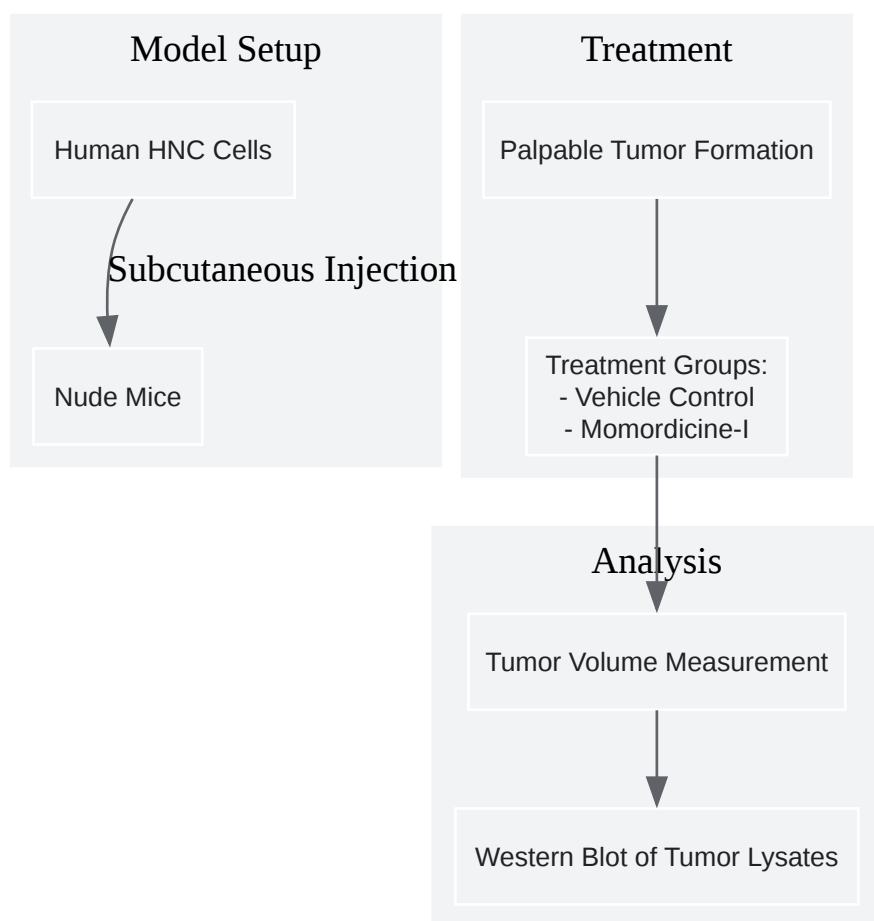 Model Setup
Human HNC Cells
Subcutaneous Injection
Nude Mice
Treatment
Palpable Tumor Formation
Treatment Groups:
- Vehicle Control
- Momordicine-I
Analysis
Tumor Volume Measurement
Western Blot of Tumor Lysates